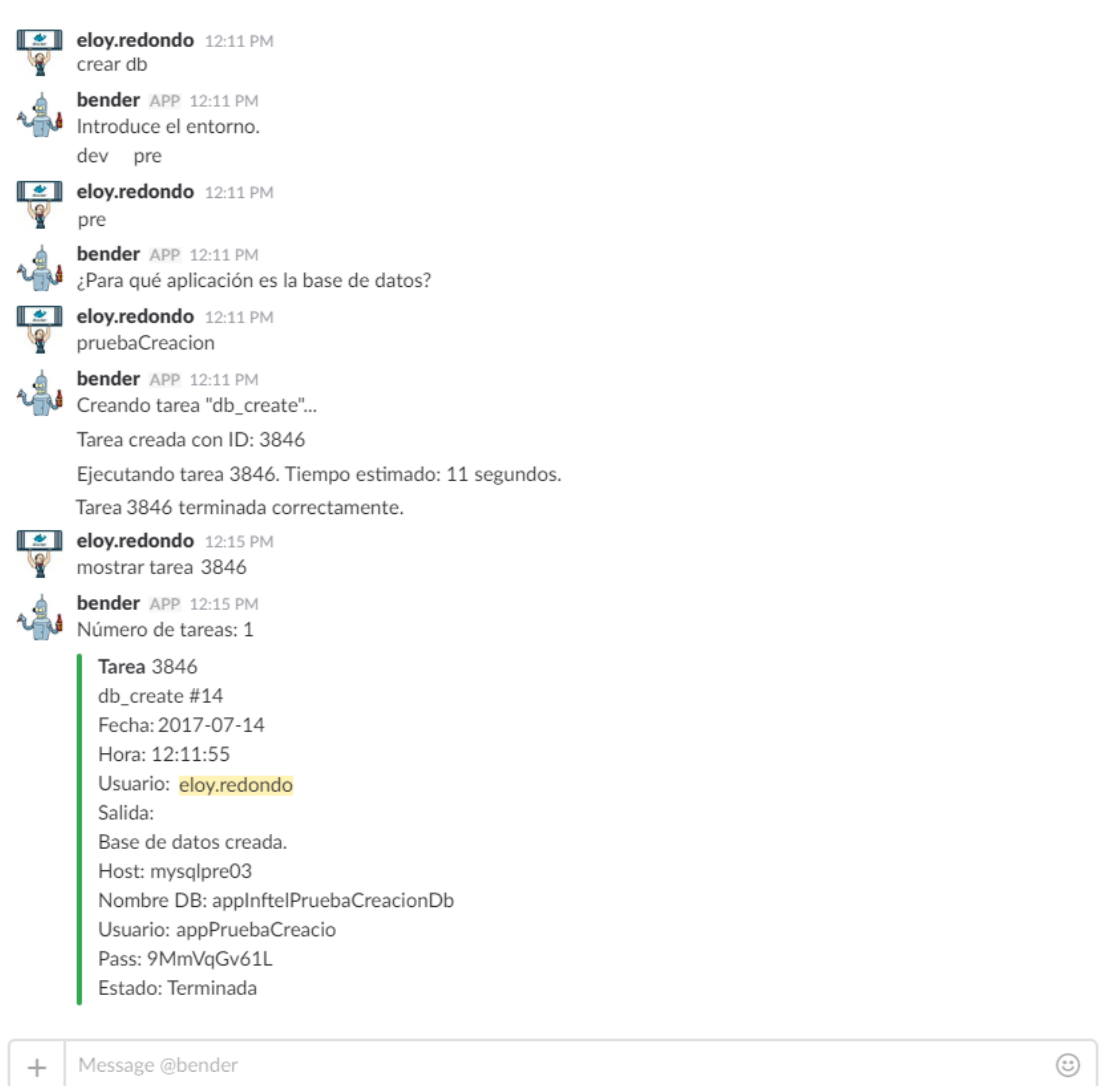 eloy.redondo 12:11 PM
crear db
bender APP 12:11 PM
Introduce el entorno.
dev pre
eloy.redondo 12:11 PM
pre
bender APP 12:11 PM
¿Para qué aplicación es la base de datos?
eloy.redondo 12:11 PM
pruebaCreacion
bender APP 12:11 PM
Creando tarea "db_create"...
Tarea creada con ID: 3846
Ejecutando tarea 3846. Tiempo estimado: 11 segundos.
Tarea 3846 terminada correctamente.
eloy.redondo 12:15 PM
mostrar tarea 3846
bender APP 12:15 PM
Número de tareas: 1
Tarea 3846
db_create #14
Fecha: 2017-07-14
Hora: 12:11:55
Usuario: eloy.redondo
Salida:
Base de datos creada.
Host: mysqlpre03
Nombre DB: appInftelPruebaCreacionDb
Usuario: appPruebaCreacio
Pass: 9MmVqGv61L
Estado: Terminada
Message @bender